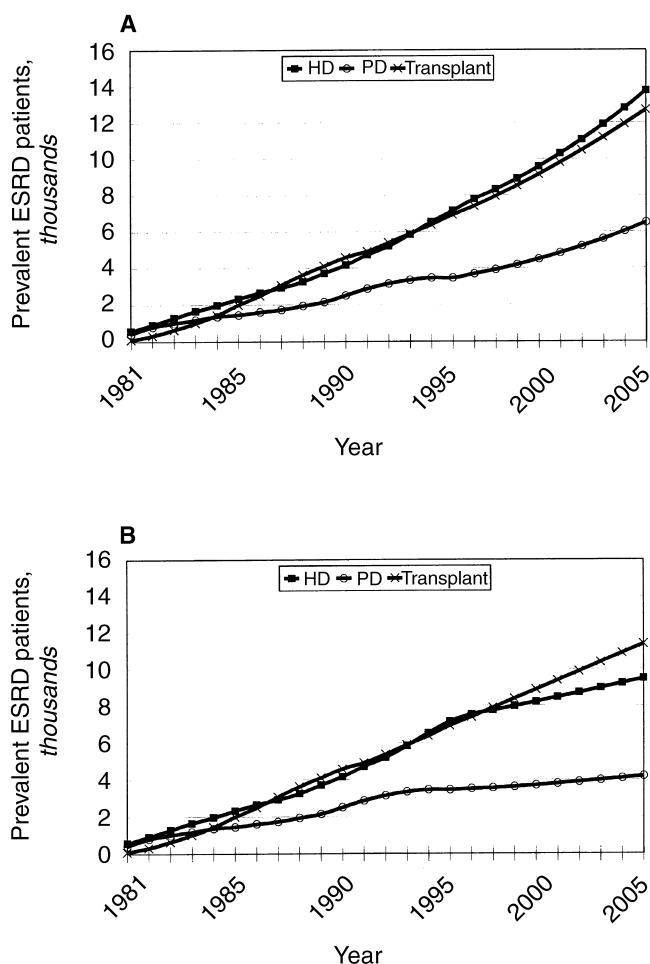 A
Prevalent ESRD patients,
thousands
16
14
12
10
8
6
4
2
0
HD PD Transplant
1981 1985 1990 1995 2000 2005
Year
B
Prevalent ESRD patients,
thousands
16
14
12
10
8
6
4
2
0
HD PD Transplant
1981 1985 1990 1995 2000 2005
Year